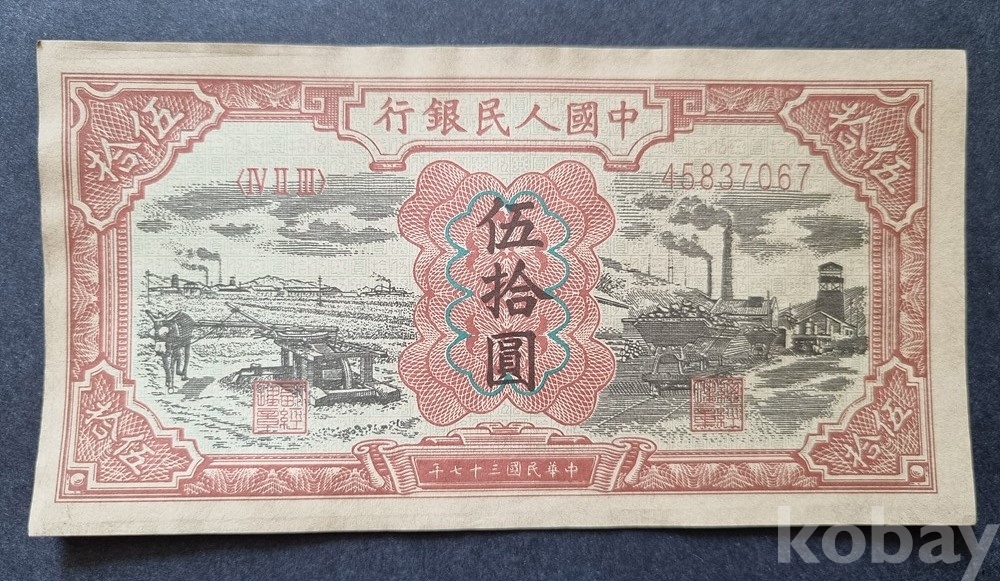 中國人民銀行
伍拾
伍拾
〈Ⅳ Ⅱ Ⅲ〉
45837067
伍拾圓
伍拾
伍拾
中華民國三十七年
kobay